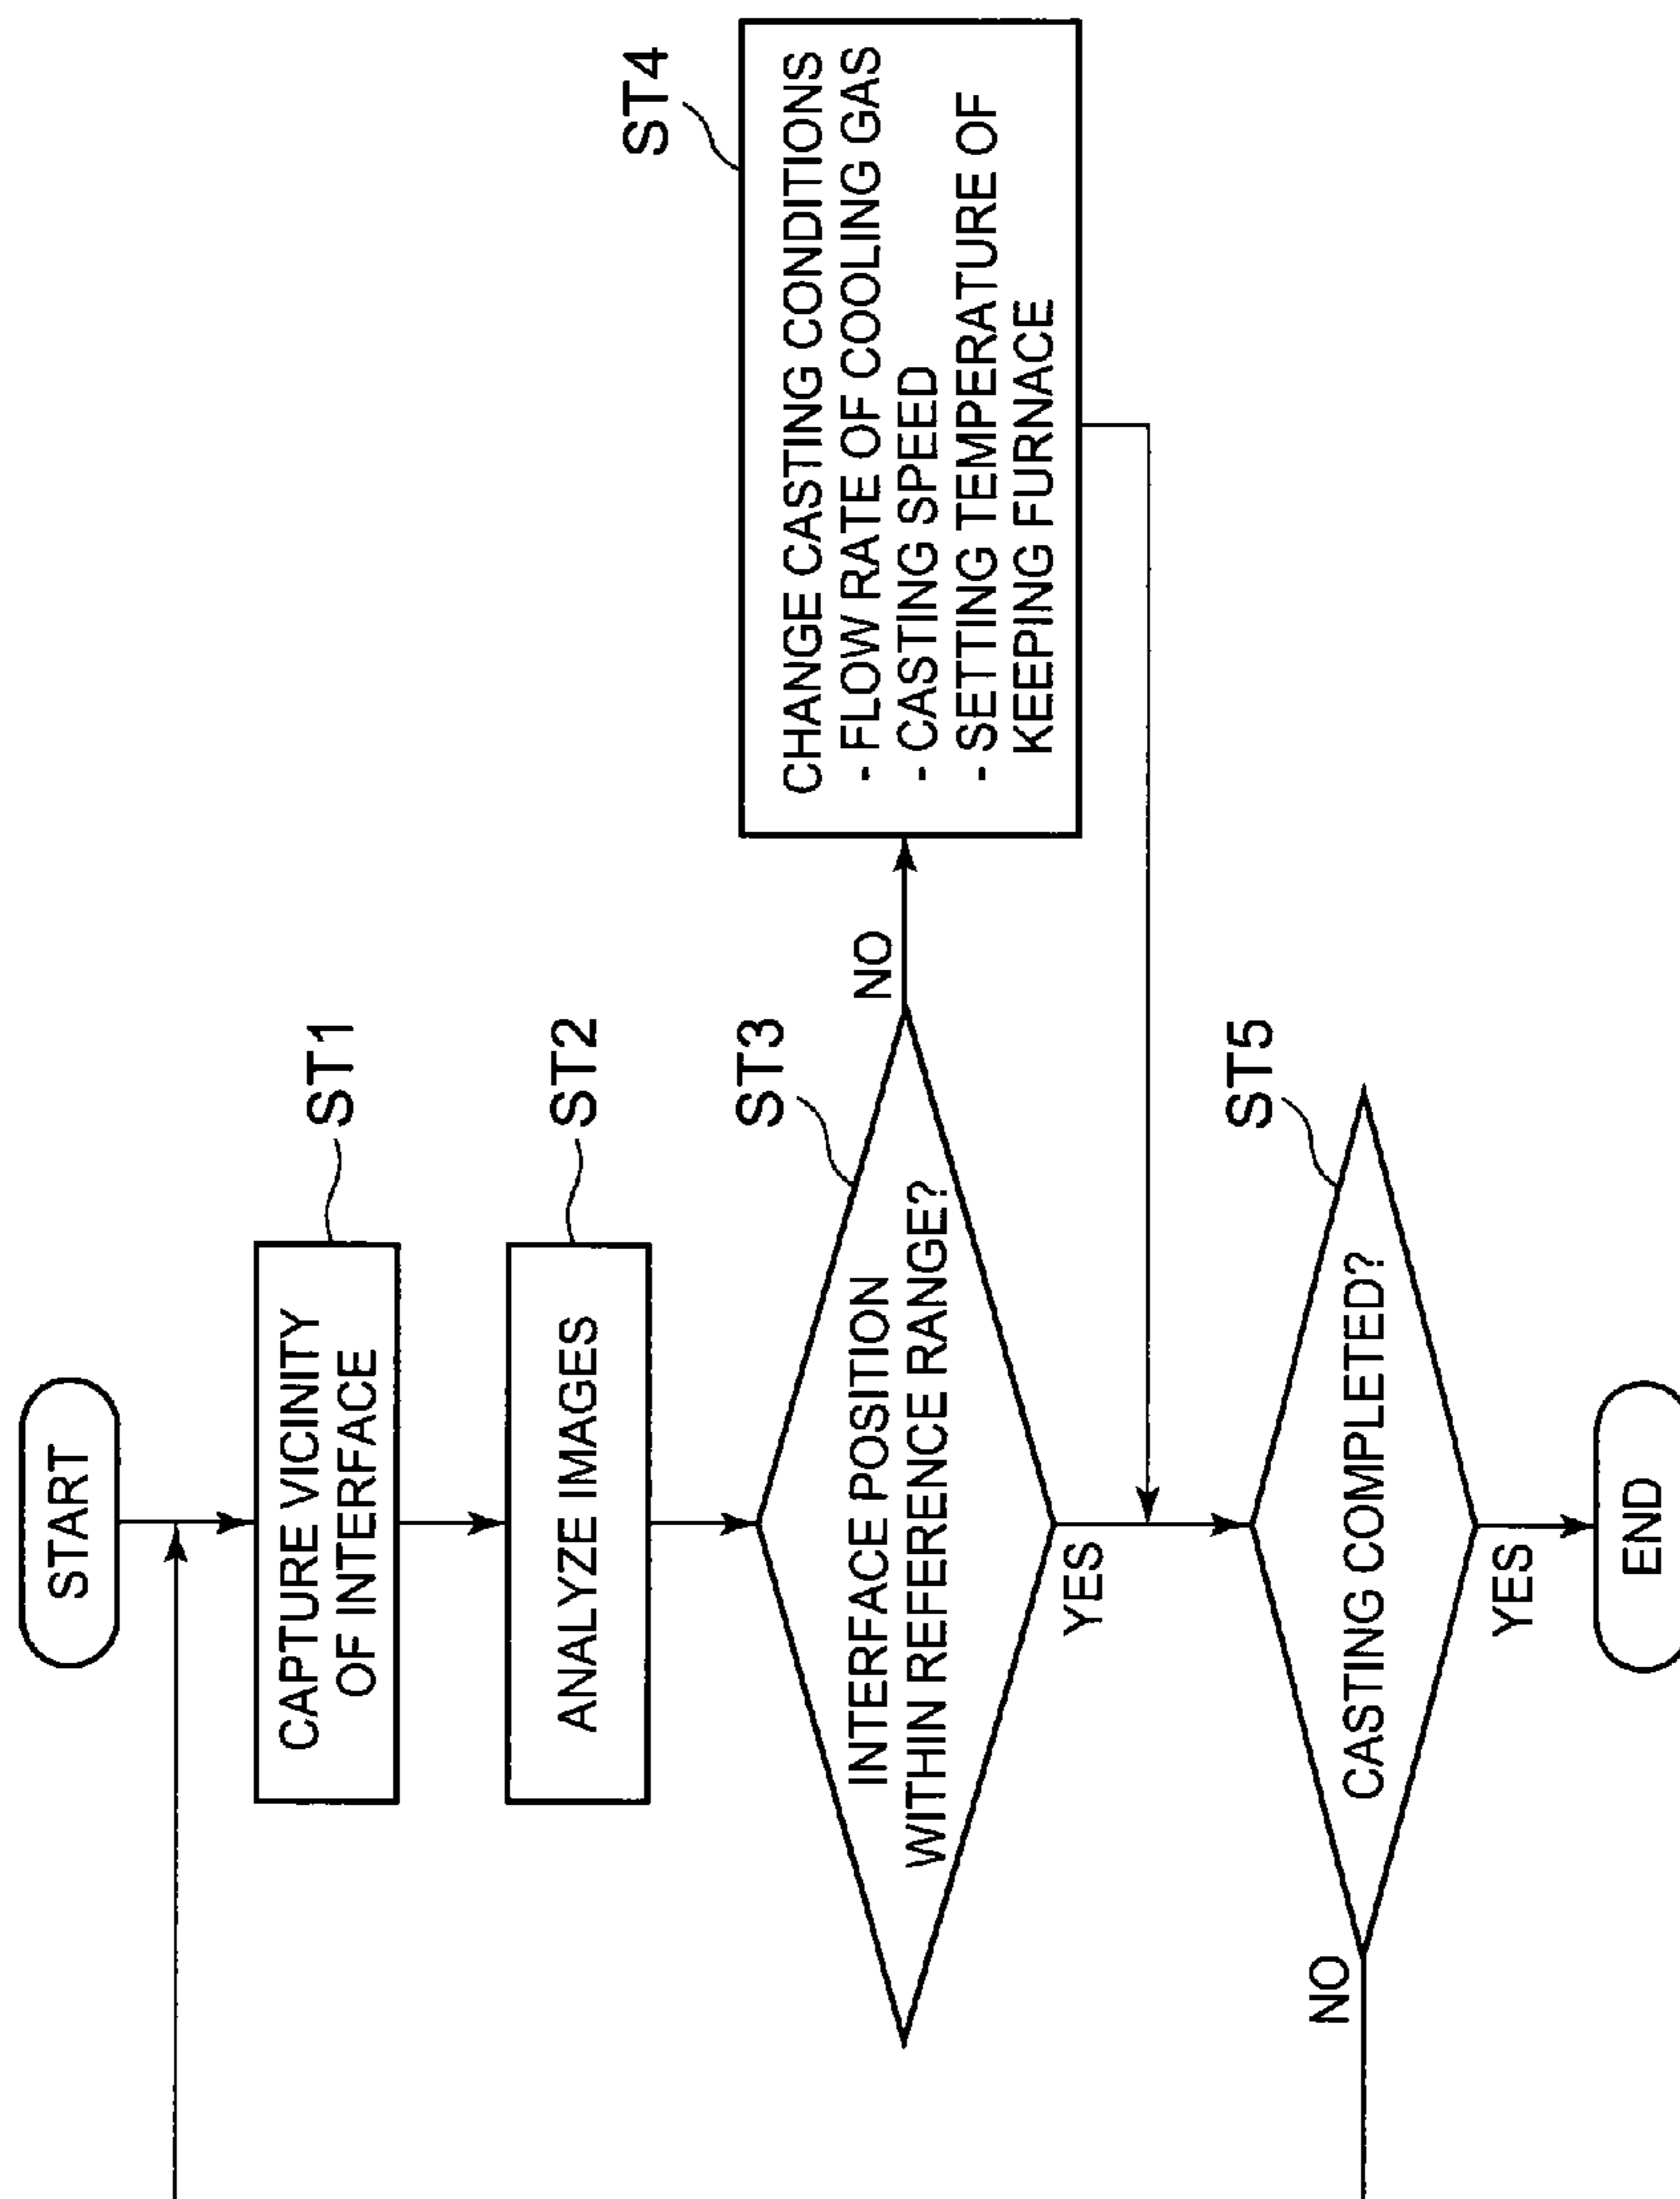 START
CAPTURE VICINITY
OF INTERFACE
ST1
ANALYZE IMAGES
ST2
INTERFACE POSITION
WITHIN REFERENCE RANGE?
ST3
NO
YES
CHANGE CASTING CONDITIONS
- FLOW RATE OF COOLING GAS
- CASTING SPEED
- SETTING TEMPERATURE OF
KEEPING FURNACE
ST4
CASTING COMPLETED?
ST5
NO
YES
END